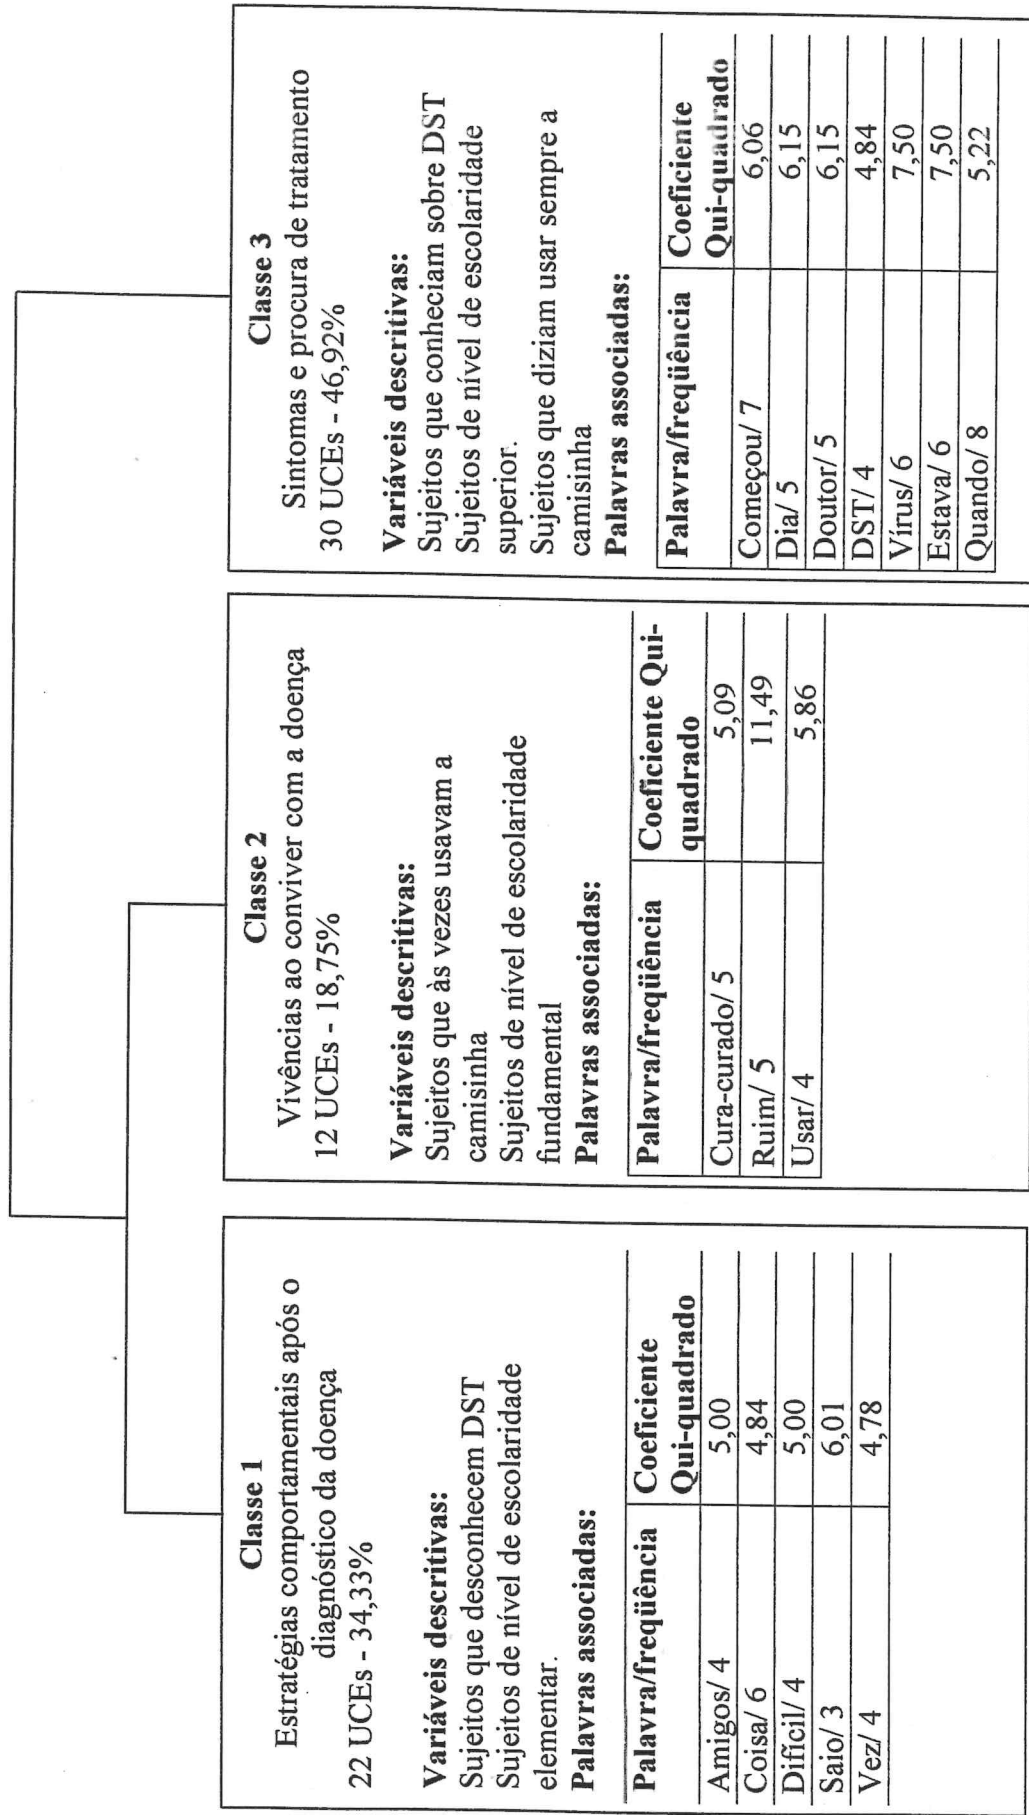 Classe 1
Estratégias comportamentais após o
diagnóstico da doença
22 UCEs - 34,33%
Variáveis descritivas:
Sujeitos que desconhecem DST
Sujeitos de nível de escolaridade
elementar.
Palavras associadas:
Palavra/freqüência Coeficiente
Qui-quadrado
Amigos/ 4 5,00
Coisa/ 6 4,84
Difícil/ 4 5,00
Saio/ 3 6,01
Vez/ 4 4,78
Classe 2
Vivências ao conviver com a doença
12 UCEs - 18,75%
Variáveis descritivas:
Sujeitos que às vezes usavam a
camisinha
Sujeitos de nível de escolaridade
fundamental
Palavras associadas:
Palavra/freqüência Coeficiente Qui-
quadrado
Cura-curado/ 5 5,09
Ruim/ 5 11,49
Usar/ 4 5,86
Classe 3
Sintomas e procura de tratamento
30 UCEs - 46,92%
Variáveis descritivas:
Sujeitos que conheciam sobre DST
Sujeitos de nível de escolaridade
superior.
Sujeitos que diziam usar sempre a
camisinha
Palavras associadas:
Palavra/freqüência Coeficiente
Qui-quadrado
Começou/ 7 6,06
Dia/ 5 6,15
Doutor/ 5 6,15
DST/ 4 4,84
Vírus/ 6 7,50
Estava/ 6 7,50
Quando/ 8 5,22